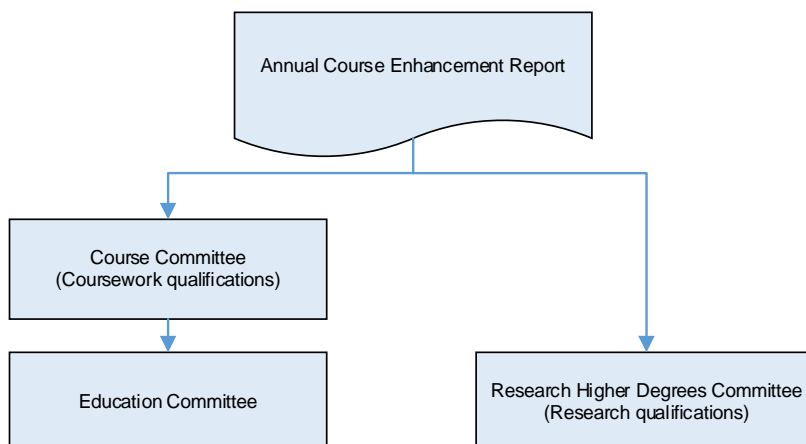 Annual Course Enhancement Report
Course Committee
(Coursework qualifications)
Education Committee
Research Higher Degrees Committee
(Research qualifications)